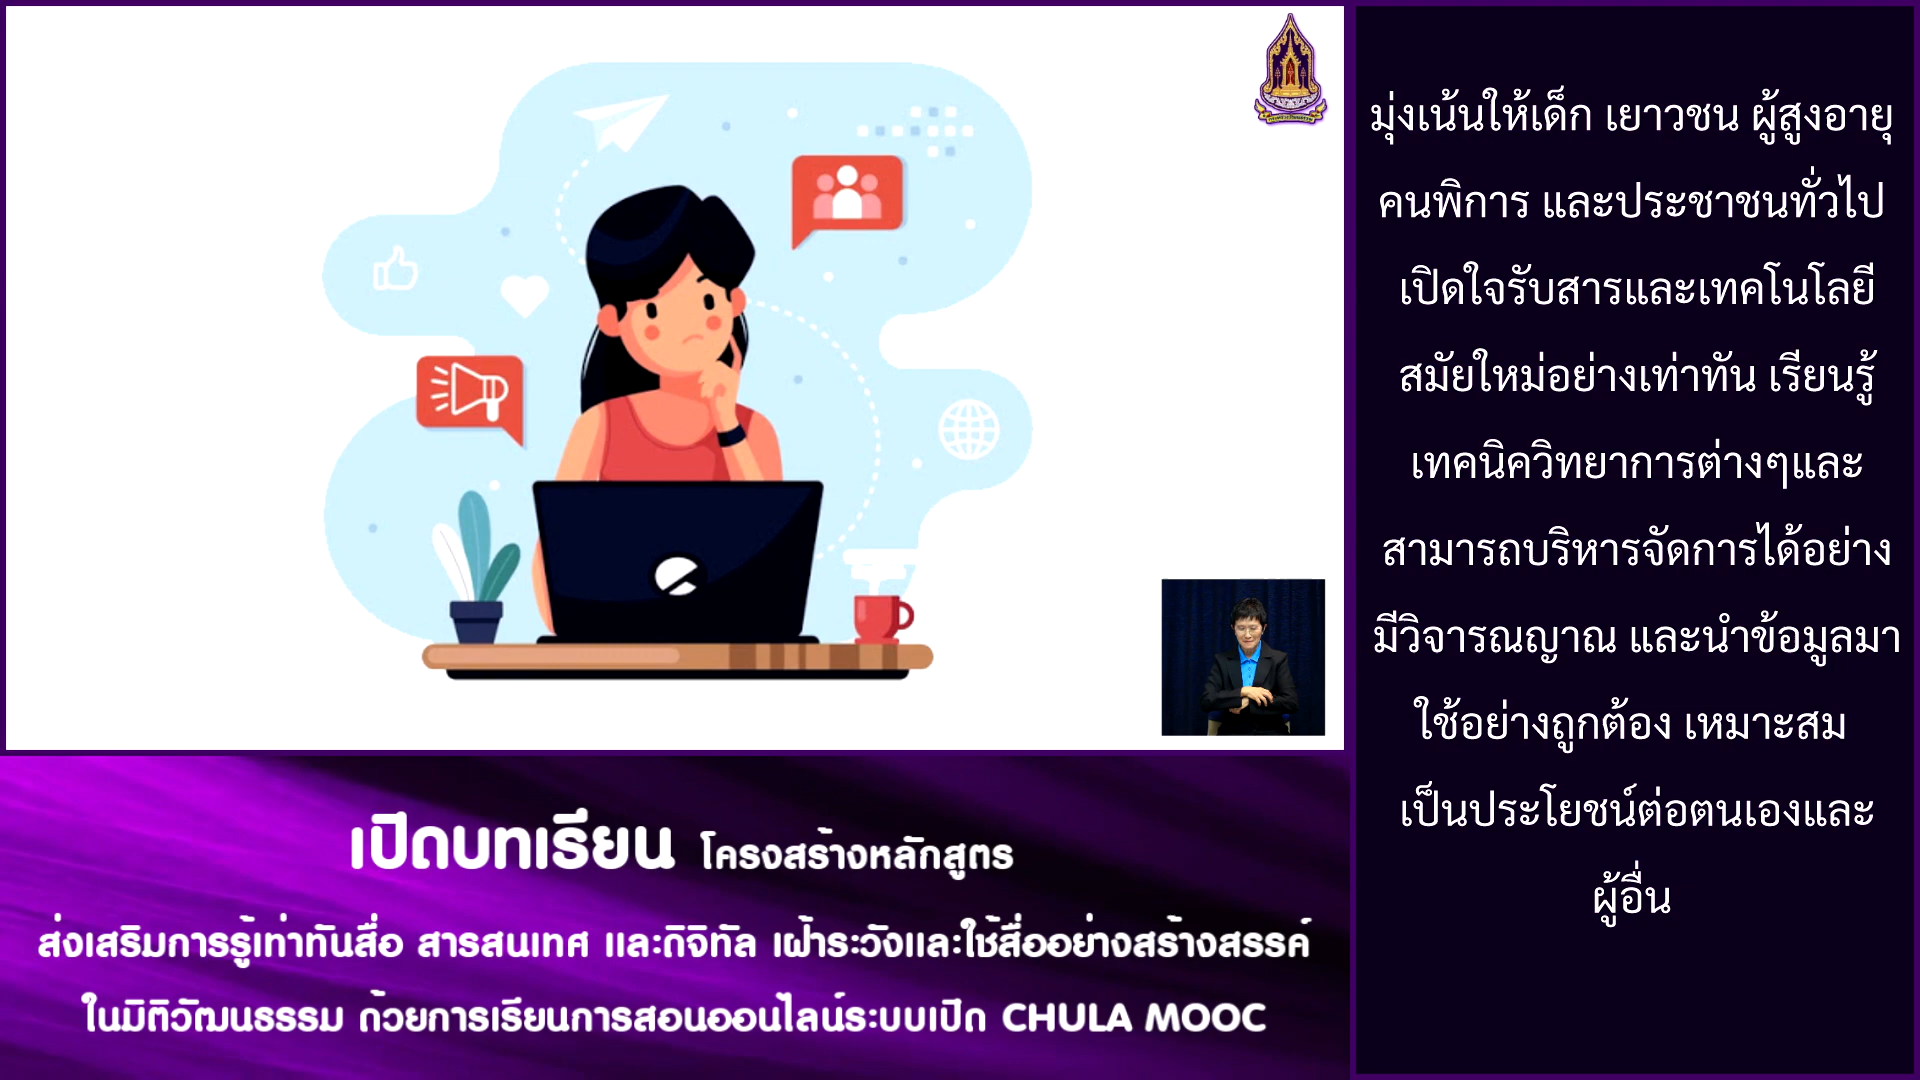 มุ่งเน้นให้เด็ก เยาวชน ผู้สูงอายุ
คนพิการ และประชาชนทั่วไป
เปิดใจรับสารและเทคโนโลยี
สมัยใหม่อย่างเท่าทัน เรียนรู้
เทคนิควิทยาการต่างๆและ
สามารถบริหารจัดการได้อย่าง
มีวิจารณญาณ และนำข้อมูลมา
ใช้อย่างถูกต้อง เหมาะสม
เป็นประโยชน์ต่อตนเองและ
ผู้อื่น
เปิดบทเรียน โครงสร้างหลักสูตร
ส่งเสริมการรู้เท่าทันสื่อ สารสนเทศ และดิจิทัล เฝ้าระวังและใช้สื่ออย่างสร้างสรรค์
ในมิติวัฒนธรรม ด้วยการเรียนการสอนออนไลน์ระบบเปิด CHULA MOOC